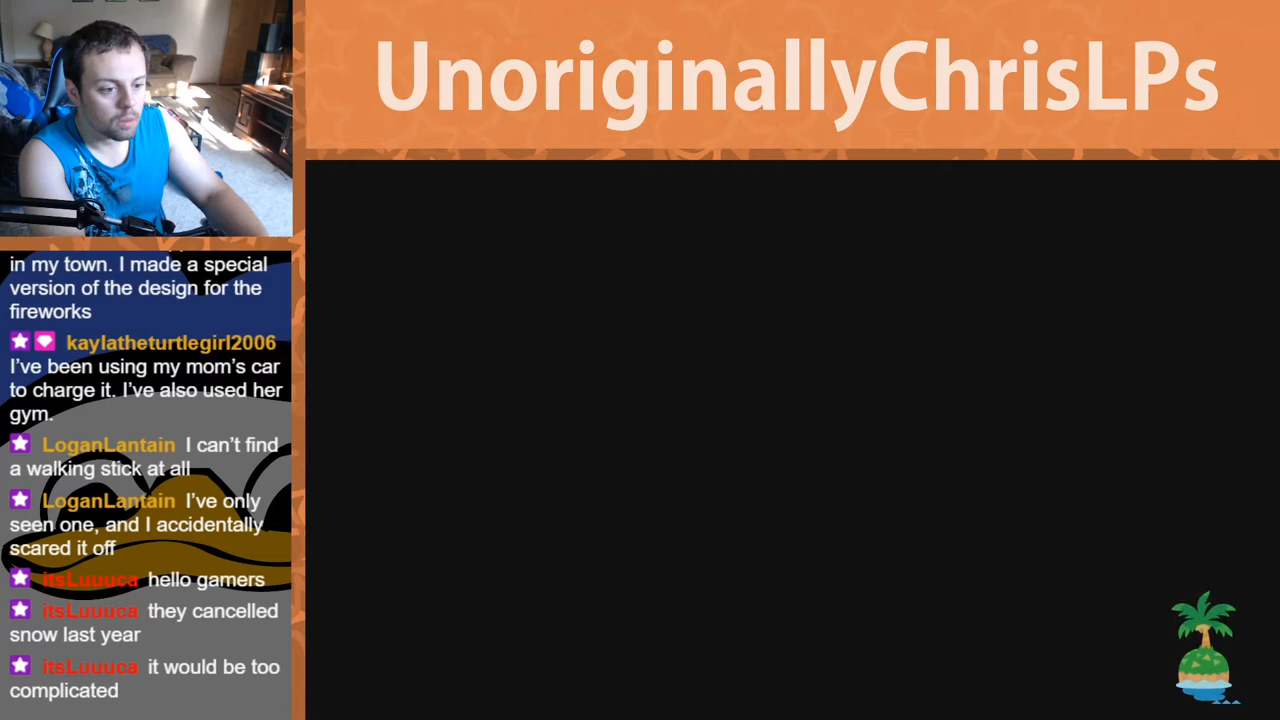 UnoriginallyChrisLPs
in my town. I made a special
version of the design for the
fireworks
kaylatheturtlegirl2006
I've been using my mom's car
to charge it. I've also used her
gym.
LoganLantain I can't find
a walking stick at all
LoganLantain I've only
seen one, and I accidentally
scared it off
itsLuuuca hello gamers
itsLuuuca they cancelled
snow last year
itsLuuuca it would be too
complicated